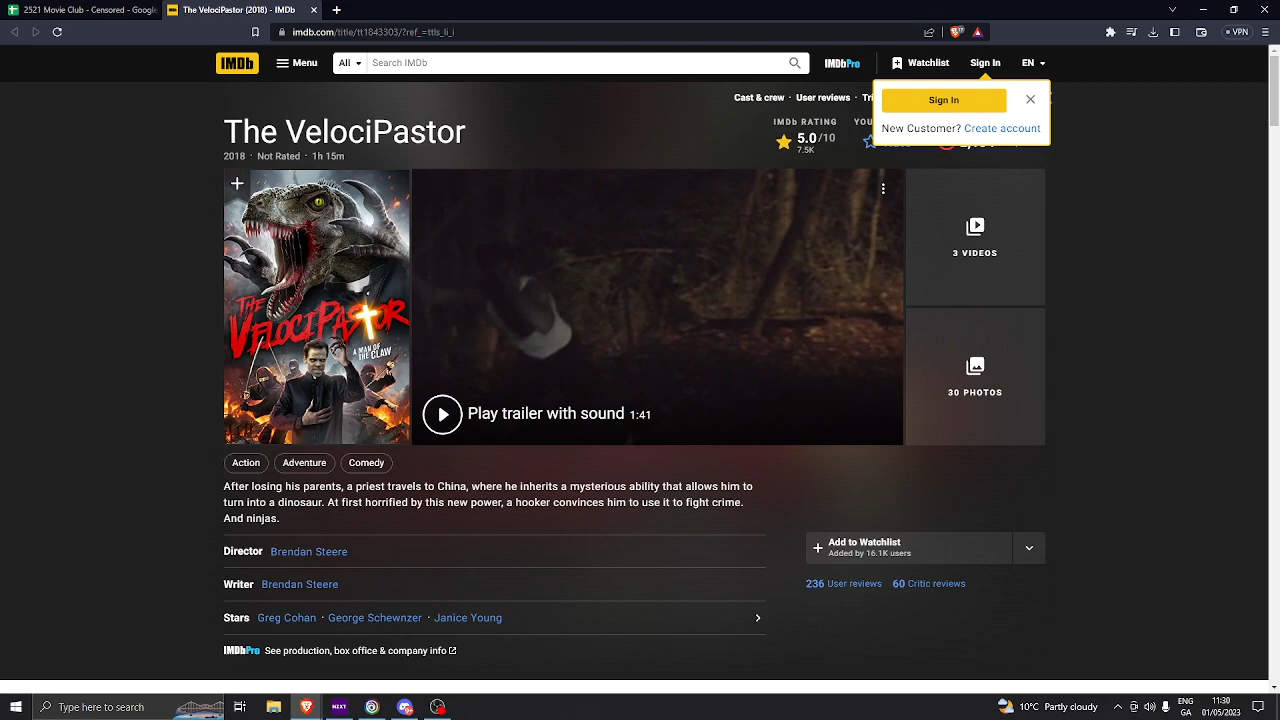 2521 Movie Club - Censored - Google
The VelociPastor (2018) - IMDb
imdb.com/title/tt1843303/?ref_=ttls_li_i
VPN
IMDb
Menu
All
Search IMDb
IMDbPro
Watchlist
Sign In
EN
Cast & crew · User reviews ·
Sign In
New Customer? Create account
The VelociPastor
2018 · Not Rated · 1h 15m
IMDb RATING
5.0/10
7.5K
THE VELOCIPASTOR
A MAN OF
THE CLAW
Play trailer with sound 1:41
3 VIDEOS
30 PHOTOS
Action
Adventure
Comedy
After losing his parents, a priest travels to China, where he inherits a mysterious ability that allows him to
turn into a dinosaur. At first horrified by this new power, a hooker convinces him to use it to fight crime.
And ninjas.
Director Brendan Steere
Writer Brendan Steere
Stars Greg Cohan · George Schewnzer · Janice Young
IMDbPro See production, box office & company info
Add to Watchlist
Added by 16.1K users
236 User reviews 60 Critic reviews
Type here to search
NEXT
10°C Partly cloudy
ENG
GA
11:30
01/05/2023